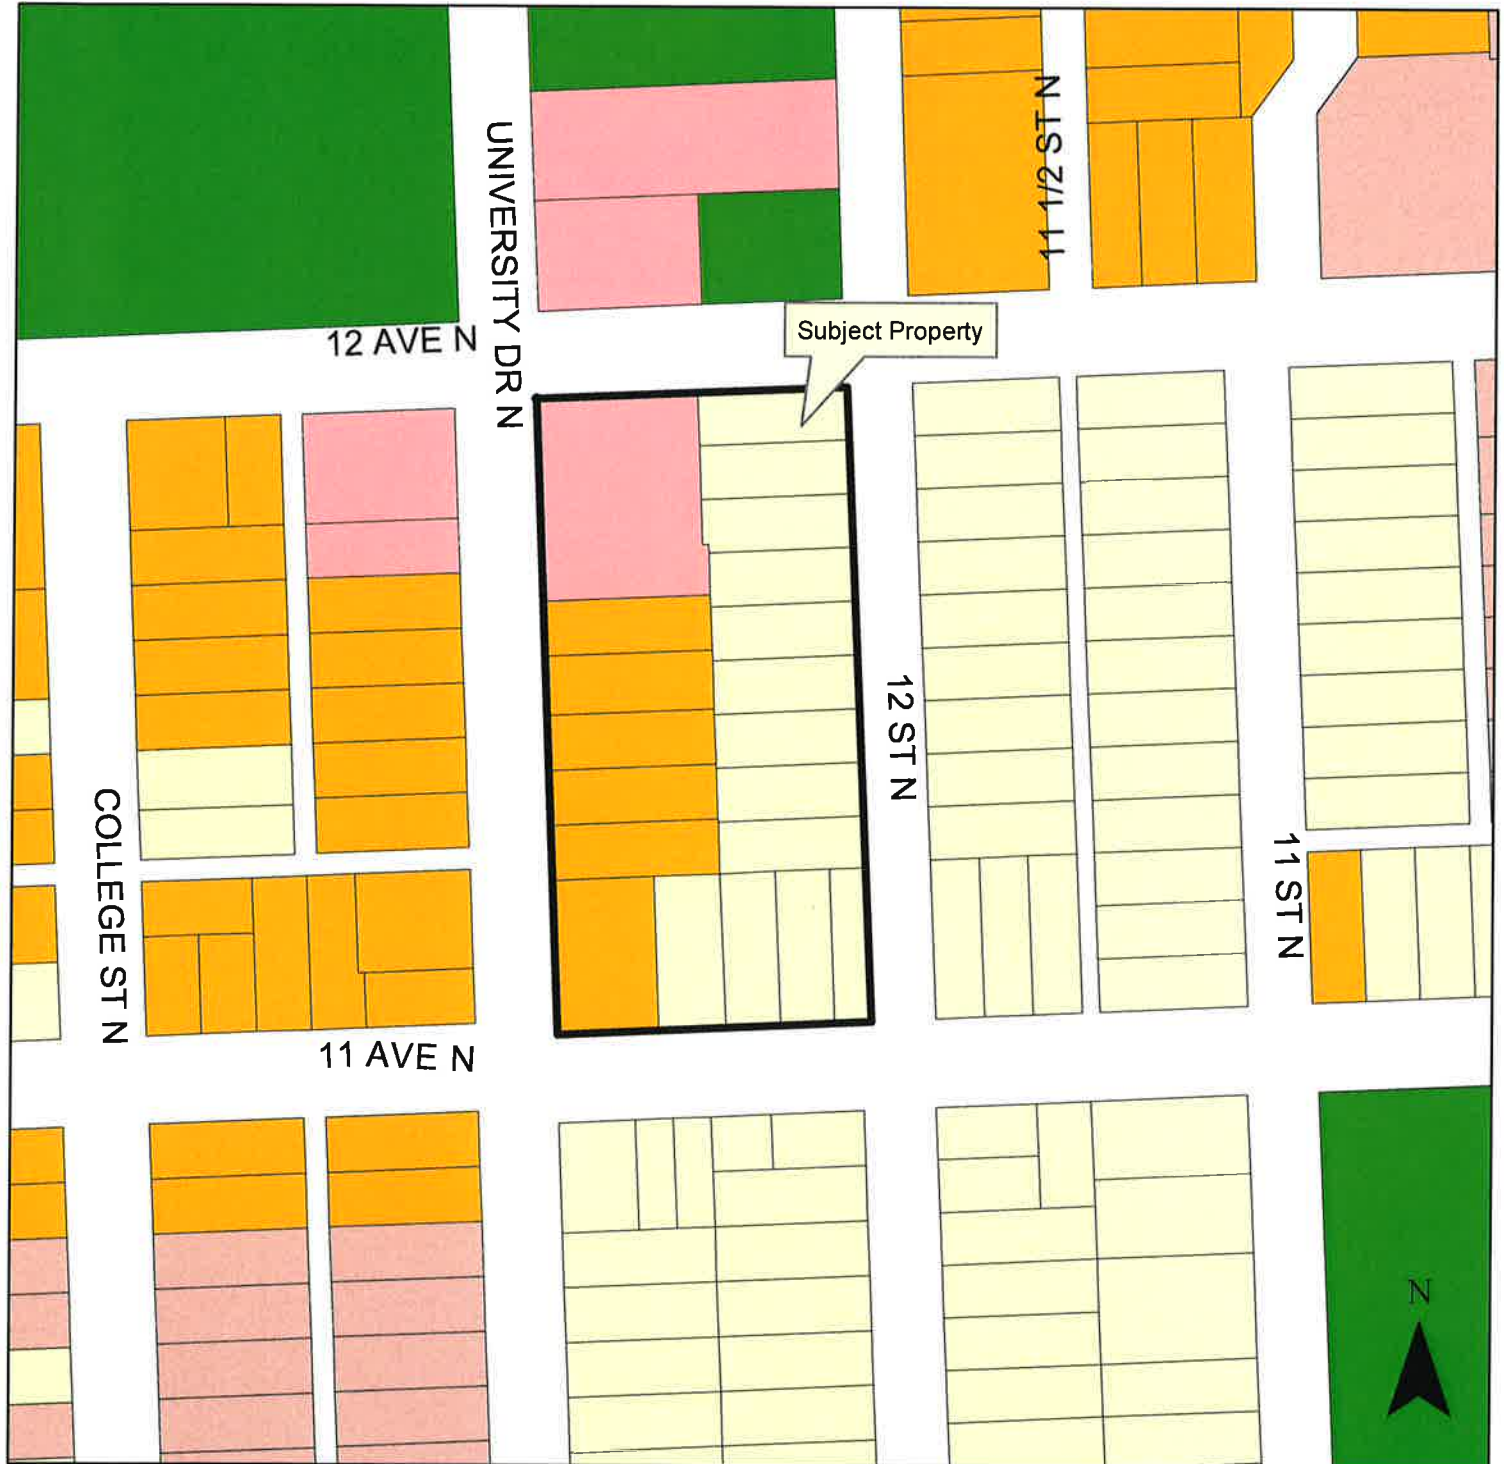 UNIVERSITY DR N
11 1/2 ST N
12 AVE N
Subject Property
12 ST N
COLLEGE ST N
11 ST N
11 AVE N
N